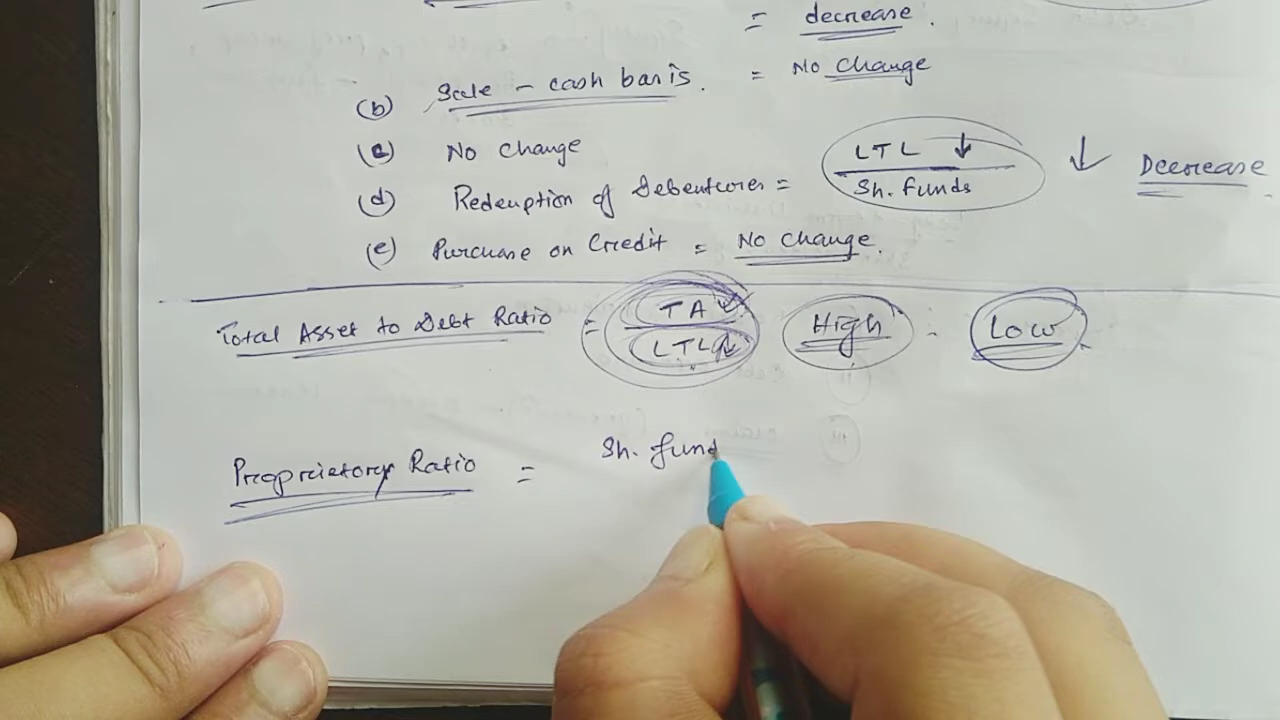 = decrease.
(b) Sale - cash basis. = No change
(c) No change
(d) Redemption of Debentures = LTL ↓ / Sh. funds ↓ Decrease
(e) Purchase on Credit = No change.
Total Asset to Debt Ratio = TA ↓ / LTL ↓ High : Low
Proprietory Ratio = Sh. fund